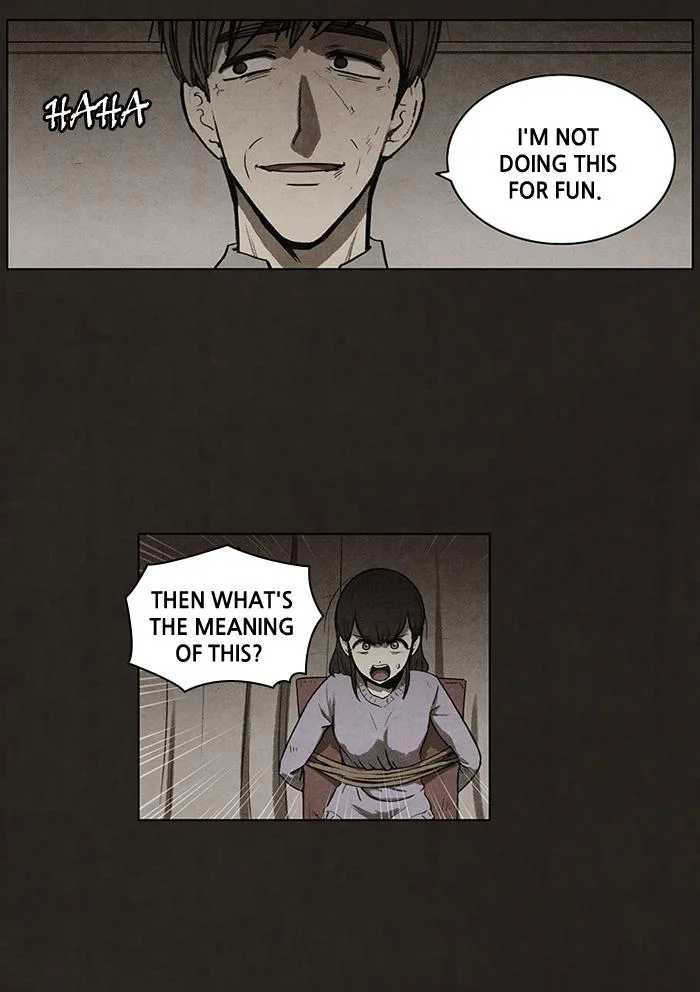 HAHA
I'M NOT
DOING THIS
FOR FUN.
THEN WHAT'S
THE MEANING
OF THIS?